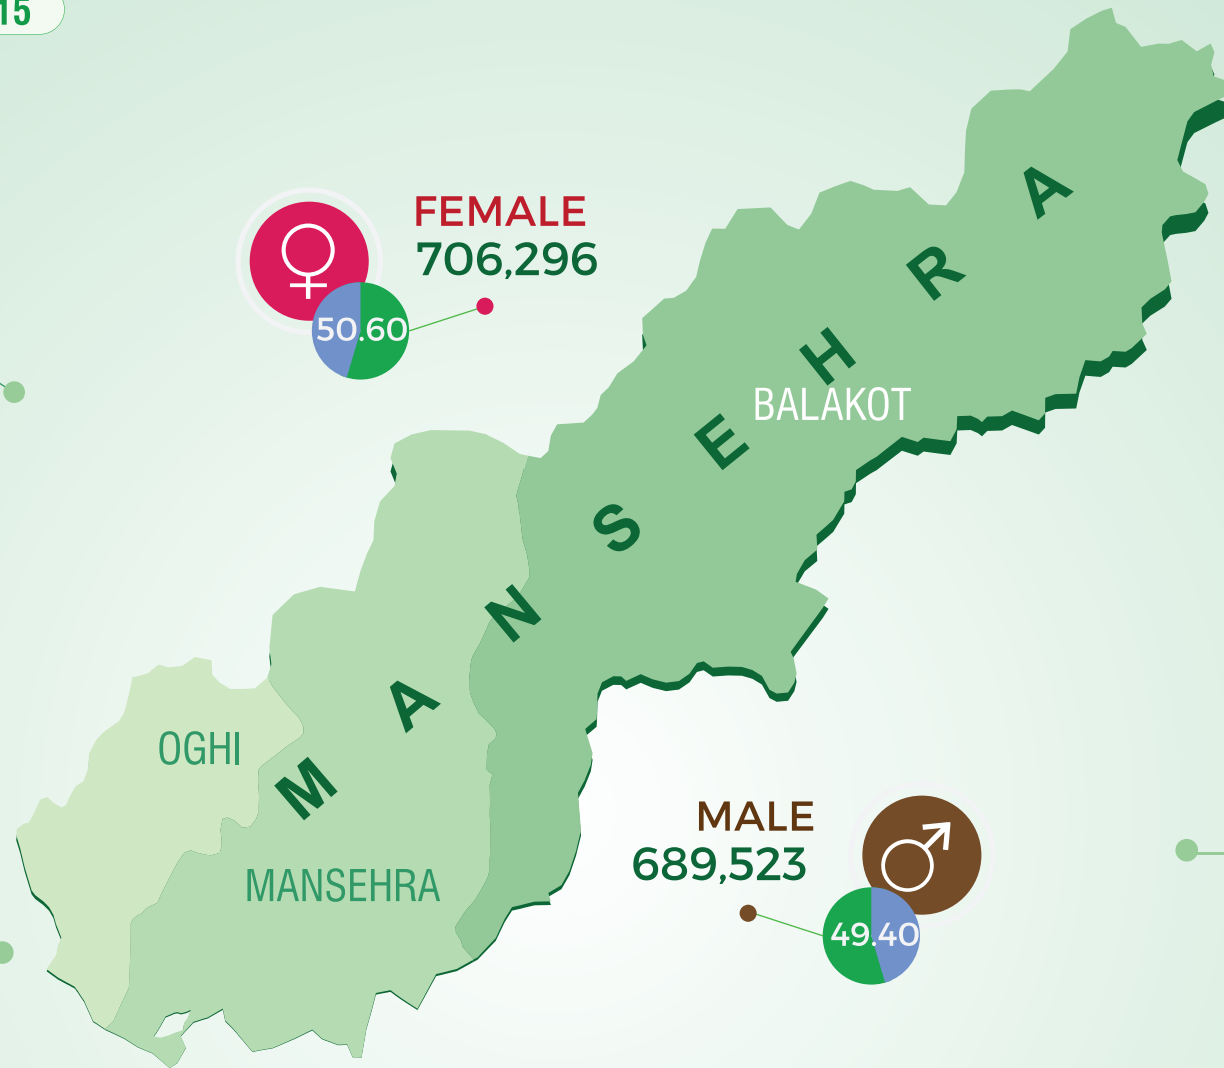 15
FEMALE
706,296
50.60
MANSEHRA
BALAKOT
OGHI
MANSEHRA
MALE
689,523
49.40